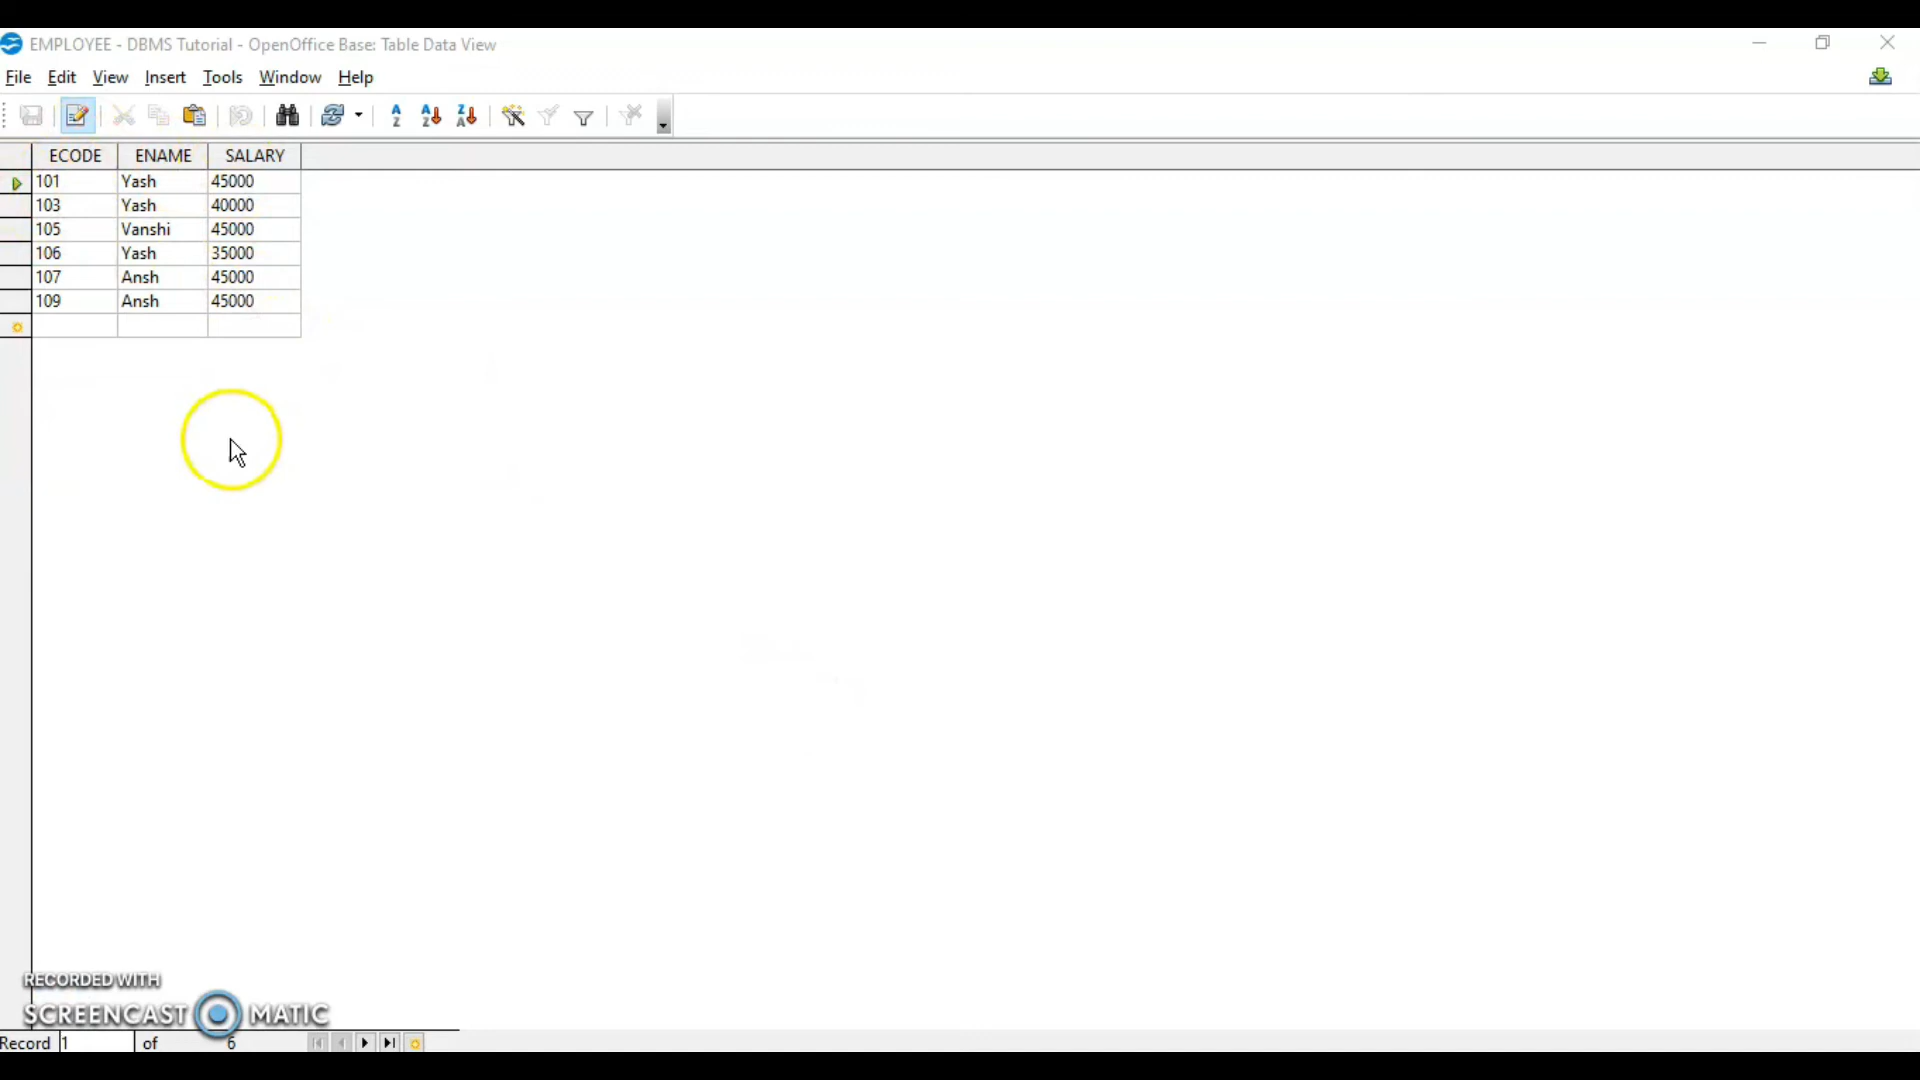 EMPLOYEE - DBMS Tutorial - OpenOffice Base: Table Data View
File Edit View Insert Tools Window Help
ECODE ENAME SALARY
101 Yash 45000
103 Yash 40000
105 Vanshi 45000
106 Yash 35000
107 Ansh 45000
109 Ansh 45000
RECORDED WITH
SCREENCAST MATIC
Record 1 of 6